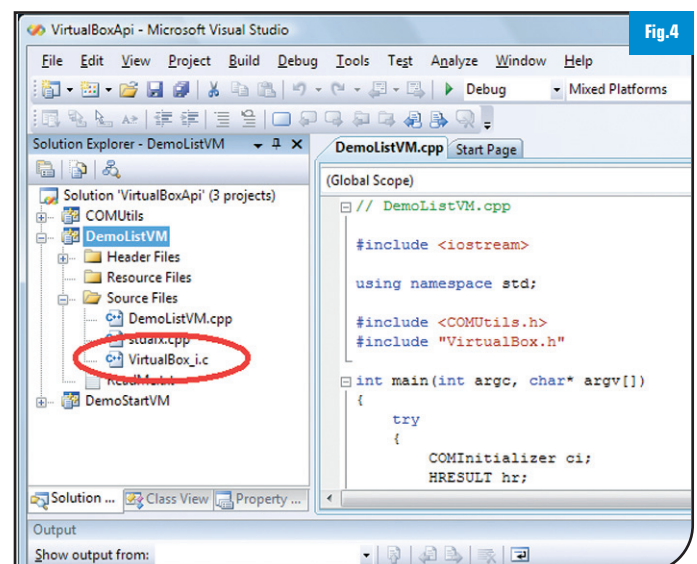 VirtualBoxApi - Microsoft Visual Studio
Fig.4
File Edit View Project Build Debug Tools Test Analyze Window Help
Debug Mixed Platforms
Solution Explorer - DemoListVM
DemoListVM.cpp Start Page
(Global Scope)
Solution 'VirtualBoxApi' (3 projects)
COMUtils
DemoListVM
Header Files
Resource Files
Source Files
DemoListVM.cpp
stdafx.cpp
VirtualBox_i.c
DemoStartVM
// DemoListVM.cpp
#include <iostream>
using namespace std;
#include <COMUtils.h>
#include "VirtualBox.h"
int main(int argc, char* argv[])
{
try
{
COMInitializer ci;
HRESULT hr;
Solution ... Class View Property ...
Output
Show output from: